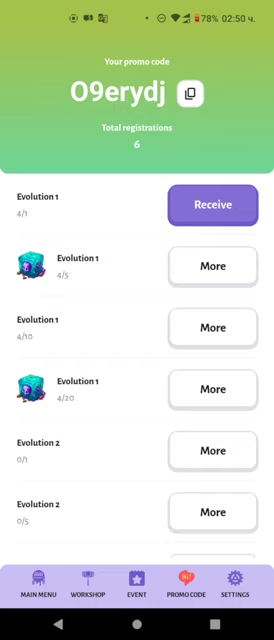 78% 02:50 ч.
Your promo code
O9erydj
Total registrations
6
Evolution 1
4/1
Receive
Evolution 1
4/5
More
Evolution 1
4/10
More
Evolution 1
4/20
More
Evolution 2
0/1
More
Evolution 2
0/5
More
MAIN MENU WORKSHOP EVENT PROMO CODE SETTINGS